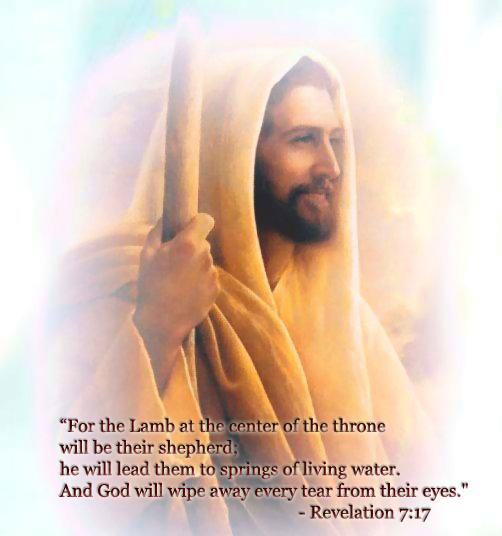 “For the Lamb at the center of the throne
will be their shepherd;
he will lead them to springs of living water.
And God will wipe away every tear from their eyes."
- Revelation 7:17